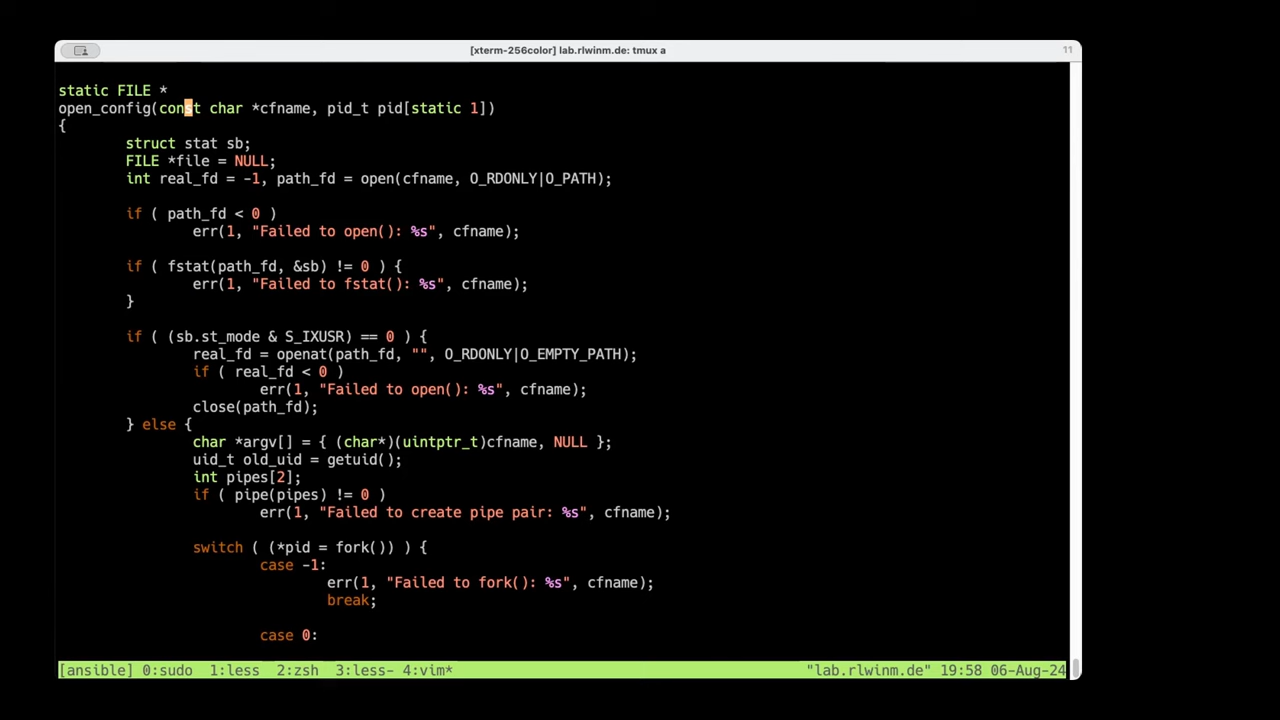 [xterm-256color] lab.rlwinm.de: tmux a
11
static FILE *
open_config(const char *cfname, pid_t pid[static 1])
{
struct stat sb;
FILE *file = NULL;
int real_fd = -1, path_fd = open(cfname, O_RDONLY|O_PATH);
if ( path_fd < 0 )
err(1, "Failed to open(): %s", cfname);
if ( fstat(path_fd, &sb) != 0 ) {
err(1, "Failed to fstat(): %s", cfname);
}
if ( (sb.st_mode & S_IXUSR) == 0 ) {
real_fd = openat(path_fd, "", O_RDONLY|O_EMPTY_PATH);
if ( real_fd < 0 )
err(1, "Failed to open(): %s", cfname);
close(path_fd);
} else {
char *argv[] = { (char*)(uintptr_t)cfname, NULL };
uid_t old_uid = getuid();
int pipes[2];
if ( pipe(pipes) != 0 )
err(1, "Failed to create pipe pair: %s", cfname);
switch ( (*pid = fork()) ) {
case -1:
err(1, "Failed to fork(): %s", cfname);
break;
case 0:
[ansible] 0:sudo 1:less 2:zsh 3:less- 4:vim* "lab.rlwinm.de" 19:58 06-Aug-24